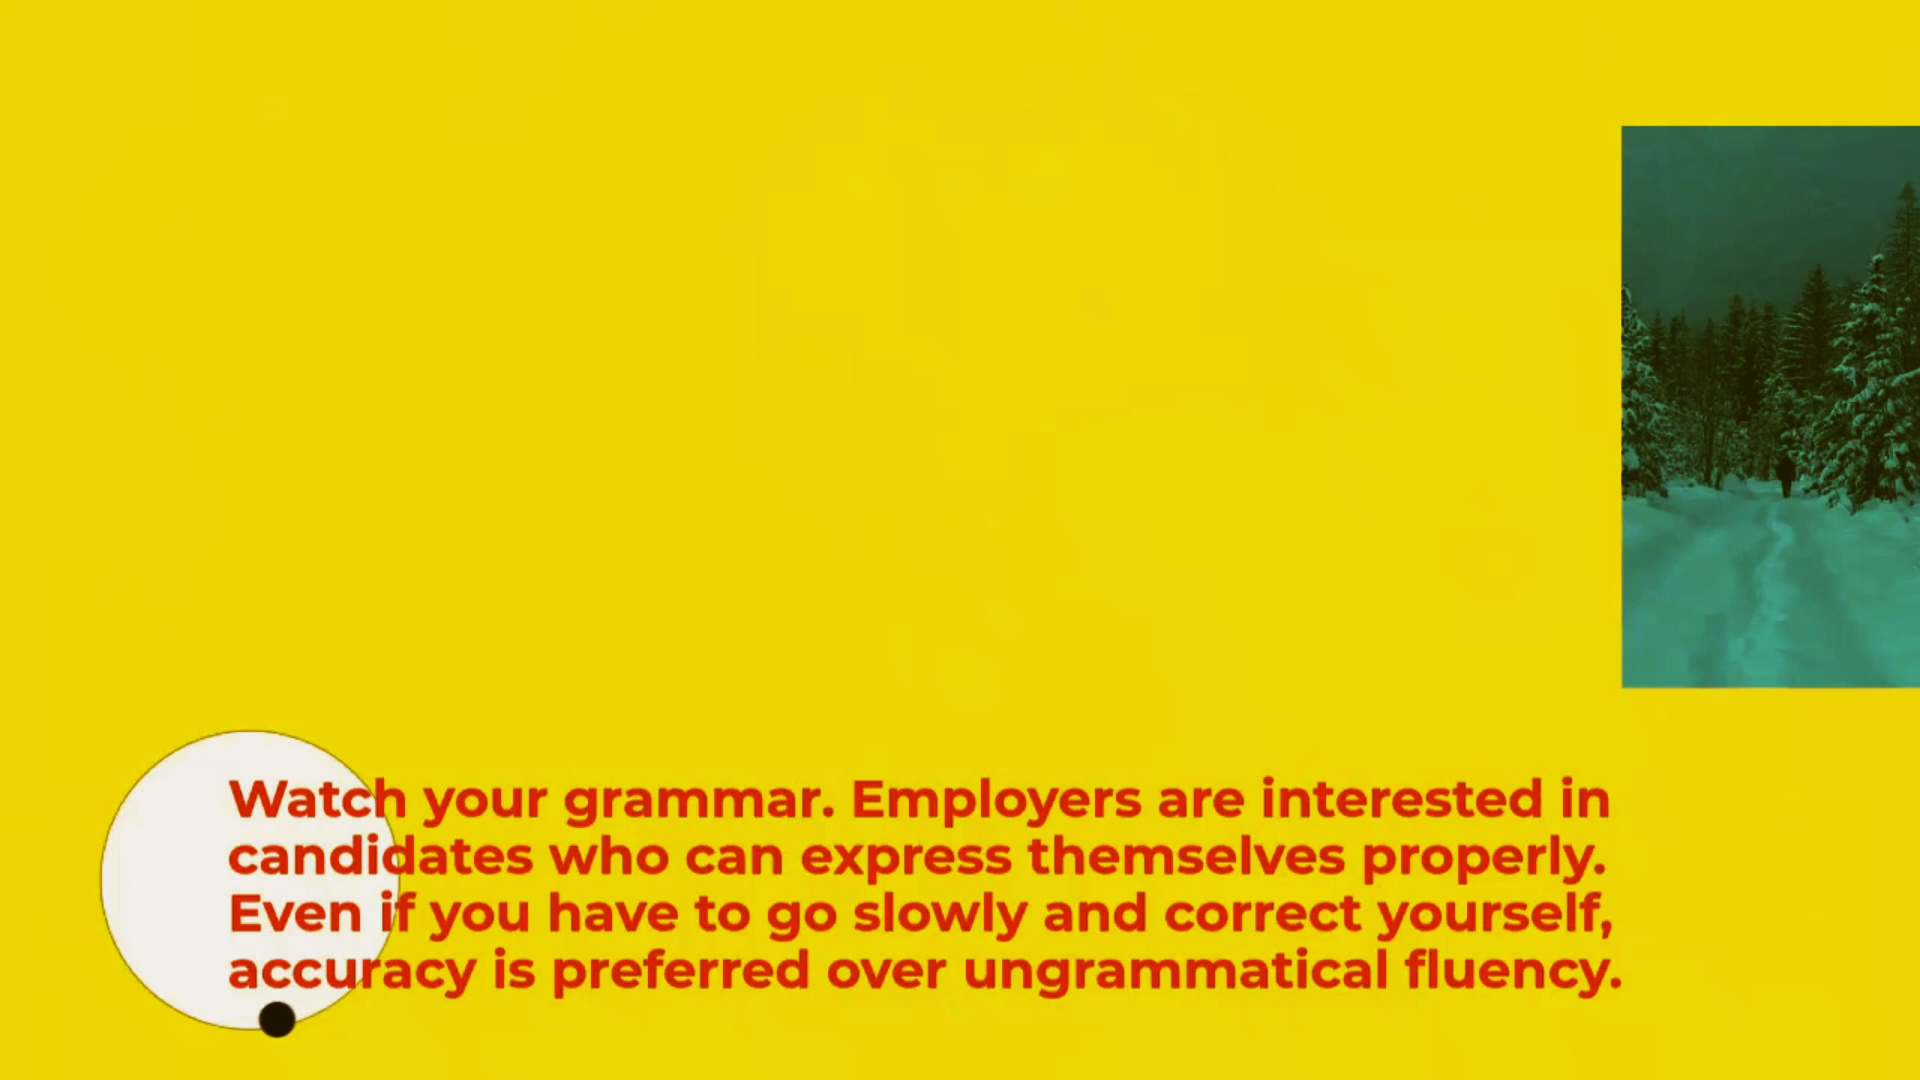 Watch your grammar. Employers are interested in
candidates who can express themselves properly.
Even if you have to go slowly and correct yourself,
accuracy is preferred over ungrammatical fluency.